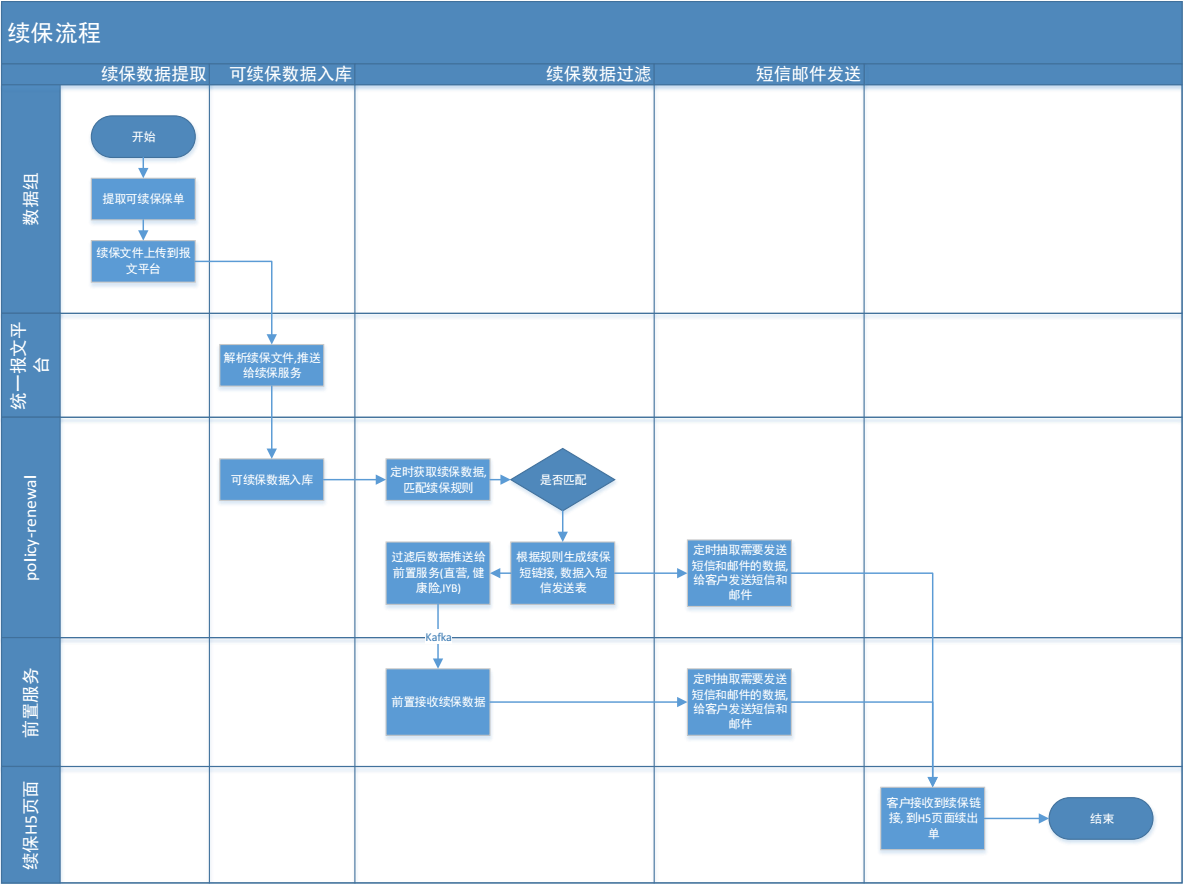 续保流程
续保数据提取
可续保数据入库
续保数据过滤
短信邮件发送
数据组
开始
提取可续保保单
续保文件上传到报
文平台
统一报文平
台
解析续保文件,推送
给续保服务
policy-renewal
可续保数据入库
定时获取续保数据,
匹配续保规则
是否匹配
过滤后数据推送给
前置服务(直营, 健
康险,IYB)
根据规则生成续保
短链接, 数据入短
信发送表
定时抽取需要发送
短信和邮件的数据,
给客户发送短信和
邮件
Kafka
前置服务
前置接收续保数据
定时抽取需要发送
短信和邮件的数据,
给客户发送短信和
邮件
续保H5页面
客户接收到续保链
接, 到H5页面续出
单
结束